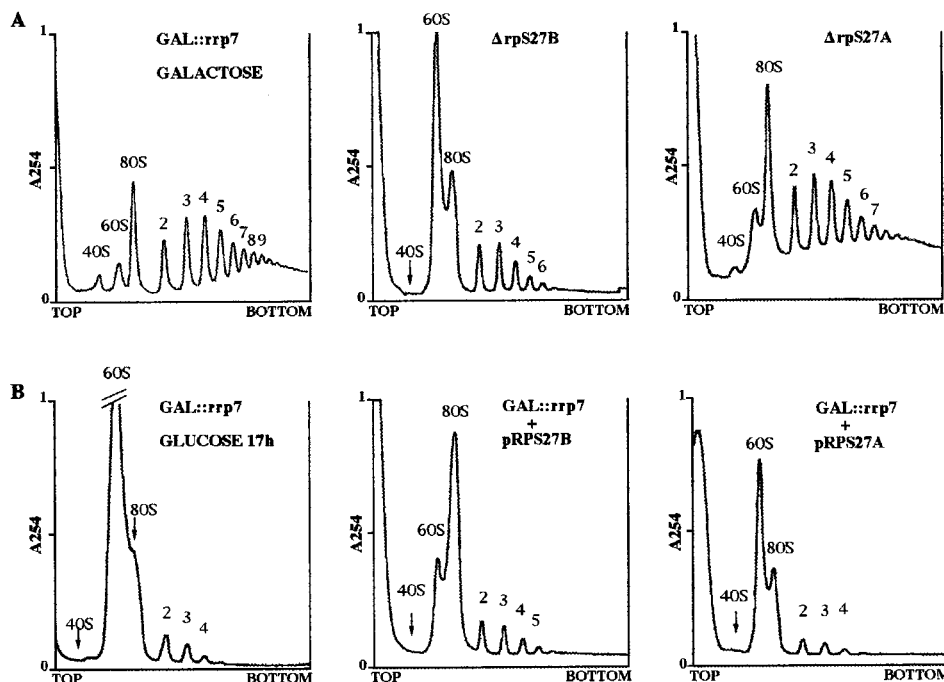 A
1
GAL::rrp7
GALACTOSE
A254
40S
60S
80S
2
3
4
5
6
7
8
9
0
TOP
BOTTOM
1
ΔrpS27B
A254
40S
60S
80S
2
3
4
5
6
0
TOP
BOTTOM
1
ΔrpS27A
A254
40S
60S
80S
2
3
4
5
6
7
0
TOP
BOTTOM
B
1
GAL::rrp7
GLUCOSE 17h
A254
40S
60S
80S
2
3
4
0
TOP
BOTTOM
1
GAL::rrp7
+
pRPS27B
A254
40S
60S
80S
2
3
4
5
0
TOP
BOTTOM
1
GAL::rrp7
+
pRPS27A
A254
40S
60S
80S
2
3
4
0
TOP
BOTTOM